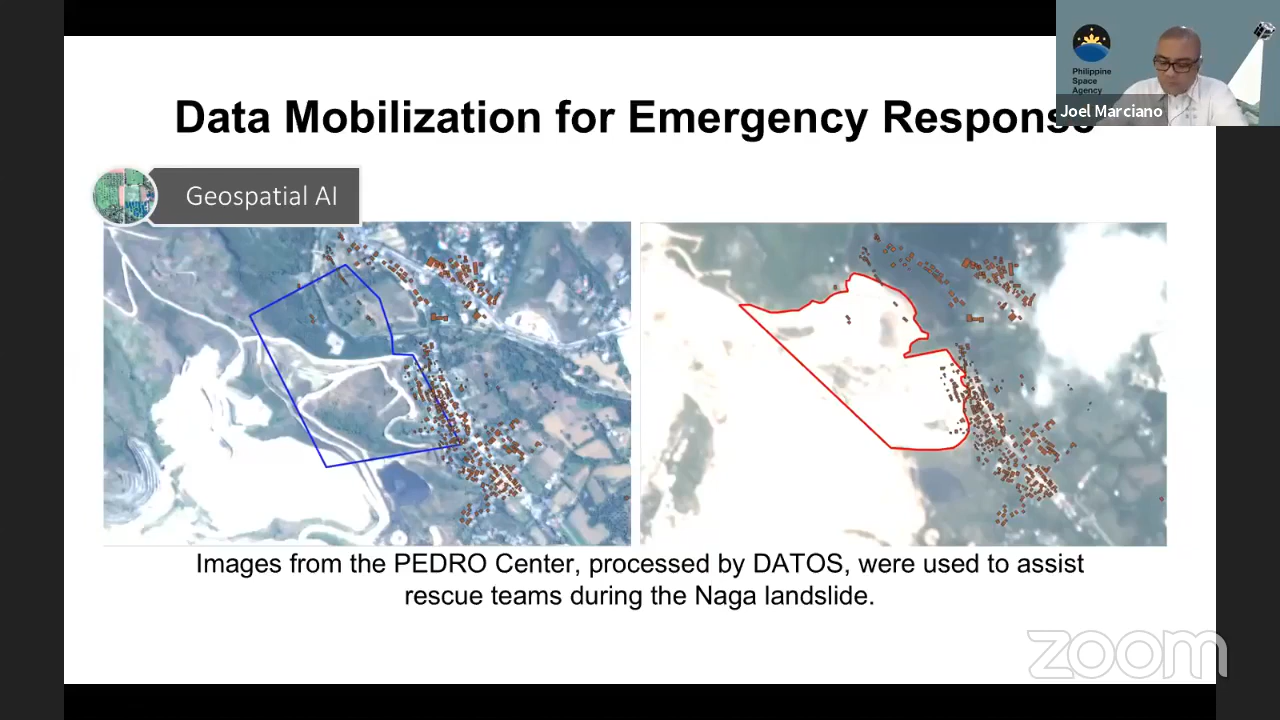 Philippine
Space
Agency
Joel Marciano
Data Mobilization for Emergency Response
Geospatial AI
Images from the PEDRO Center, processed by DATOS, were used to assist
rescue teams during the Naga landslide.
zoom